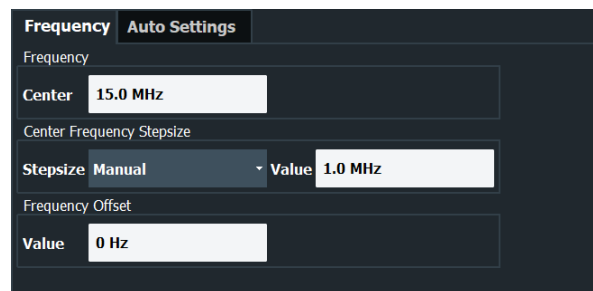 Frequency Auto Settings
Frequency
Center 15.0 MHz
Center Frequency Stepsize
Stepsize Manual Value 1.0 MHz
Frequency Offset
Value 0 Hz